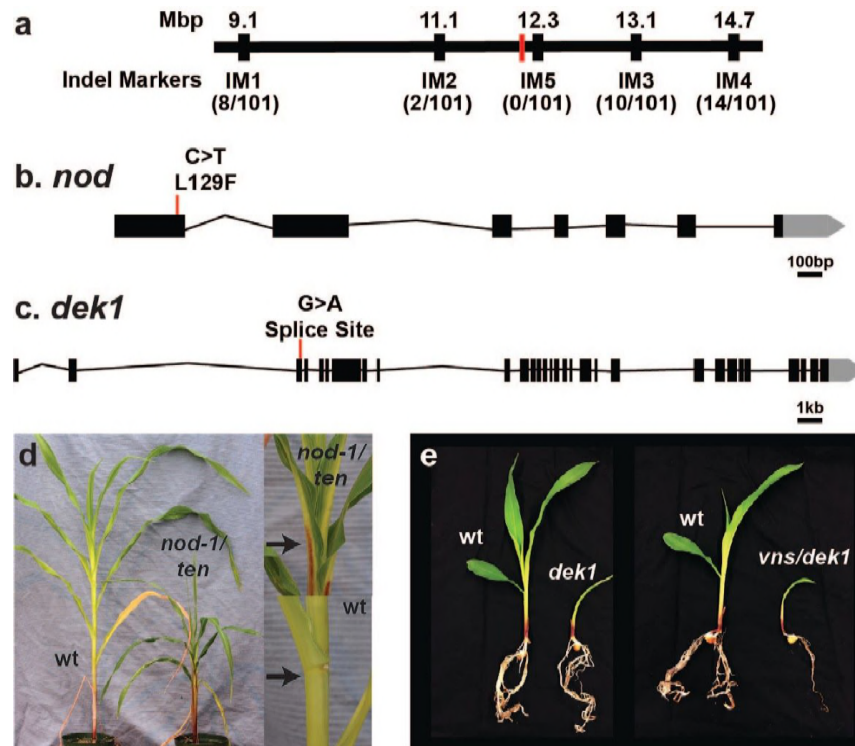 a
Mbp 9.1 11.1 12.3 13.1 14.7
Indel Markers IM1 IM2 IM5 IM3 IM4
(8/101) (2/101) (0/101) (10/101) (14/101)
b. nod
C>T
L129F
100bp
c. dek1
G>A
Splice Site
1kb
d
wt
nod-1/
ten
nod-1/
ten
wt
e
wt
dek1
wt
vns/dek1